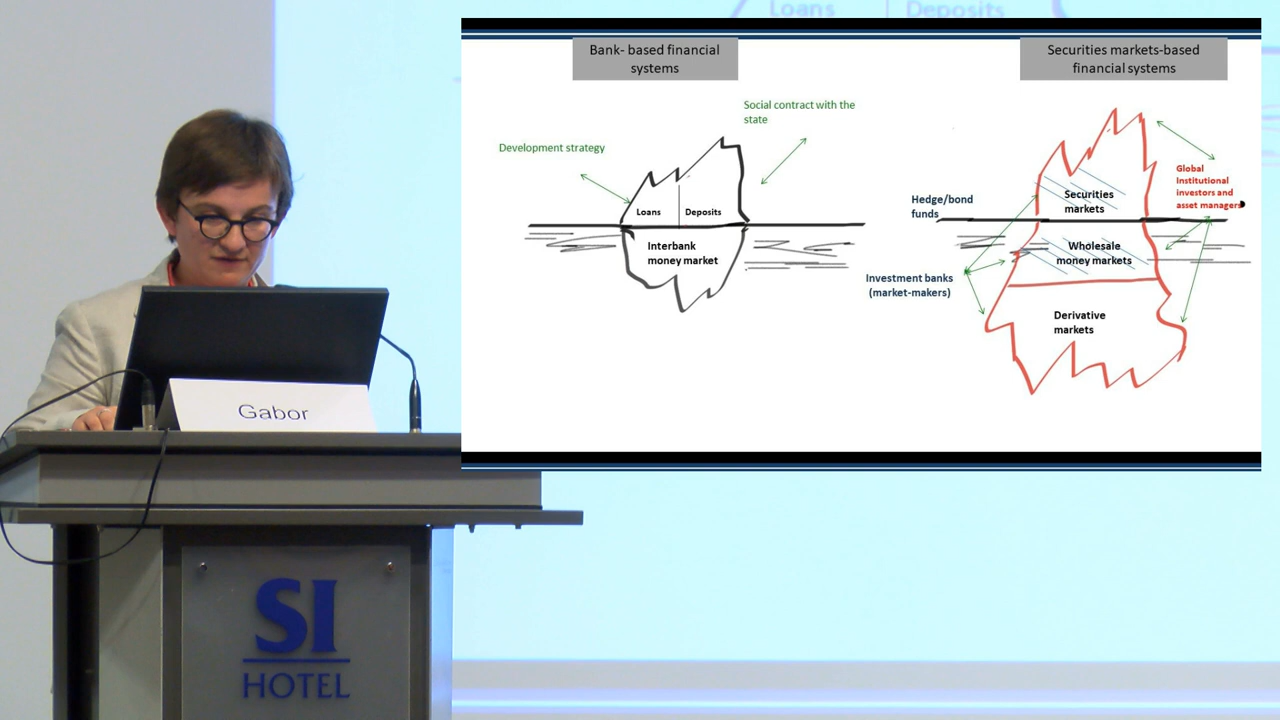 Loans
Deposits
Bank- based financial
systems
Securities markets-based
financial systems
Social contract with the
state
Development strategy
Loans
Deposits
Interbank
money market
Global
Institutional
investors and
asset managers
Hedge/bond
funds
Securities
markets
Wholesale
money markets
Investment banks
(market-makers)
Derivative
markets
Gabor
SI
HOTEL